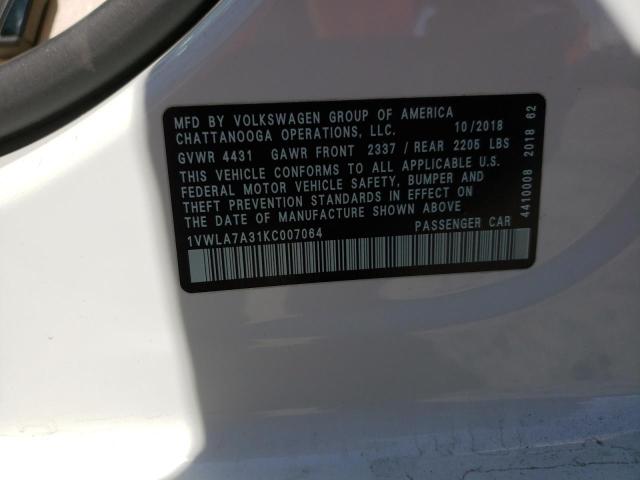 MFD BY VOLKSWAGEN GROUP OF AMERICA
CHATTANOOGA OPERATIONS, LLC. 10/2018
GVWR 4431 GAWR FRONT 2337 / REAR 2205 LBS
THIS VEHICLE CONFORMS TO ALL APPLICABLE U.S.
FEDERAL MOTOR VEHICLE SAFETY, BUMPER AND
THEFT PREVENTION STANDARDS IN EFFECT ON
THE DATE OF MANUFACTURE SHOWN ABOVE
1VWLA7A31KC007064 PASSENGER CAR
4410008 2018 62